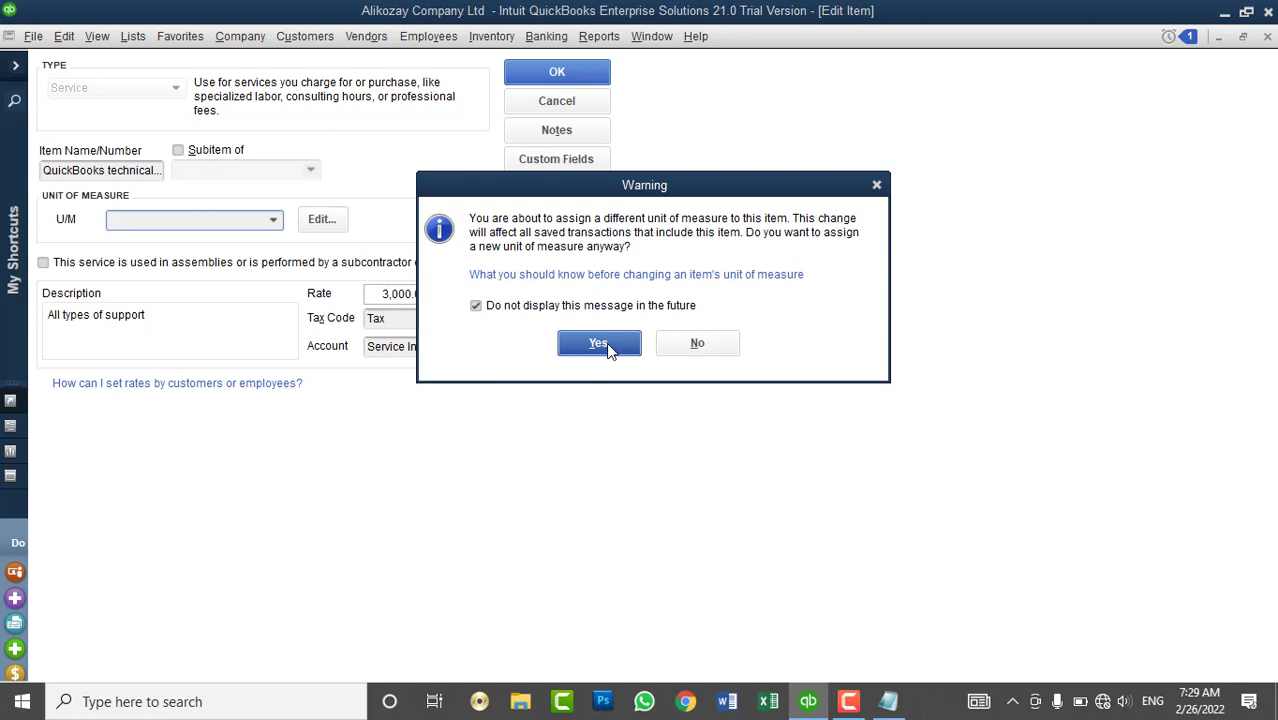 Alikozay Company Ltd - Intuit QuickBooks Enterprise Solutions 21.0 Trial Version - [Edit Item]
File Edit View Lists Favorites Company Customers Vendors Employees Inventory Banking Reports Window Help
1
TYPE
Service
Use for services you charge for or purchase, like
specialized labor, consulting hours, or professional
fees.
OK
Cancel
Notes
Custom Fields
Item Name/Number
Subitem of
QuickBooks technical...
UNIT OF MEASURE
U/M
Edit...
This service is used in assemblies or is performed by a subcontractor
Description
All types of support
Rate
3,000.
Tax Code
Tax
Account
Service In
How can I set rates by customers or employees?
Warning
You are about to assign a different unit of measure to this item. This change
will affect all saved transactions that include this item. Do you want to assign
a new unit of measure anyway?
What you should know before changing an item's unit of measure
Do not display this message in the future
Yes
No
My Shortcuts
Do
Type here to search
ENG
7:29 AM
2/26/2022